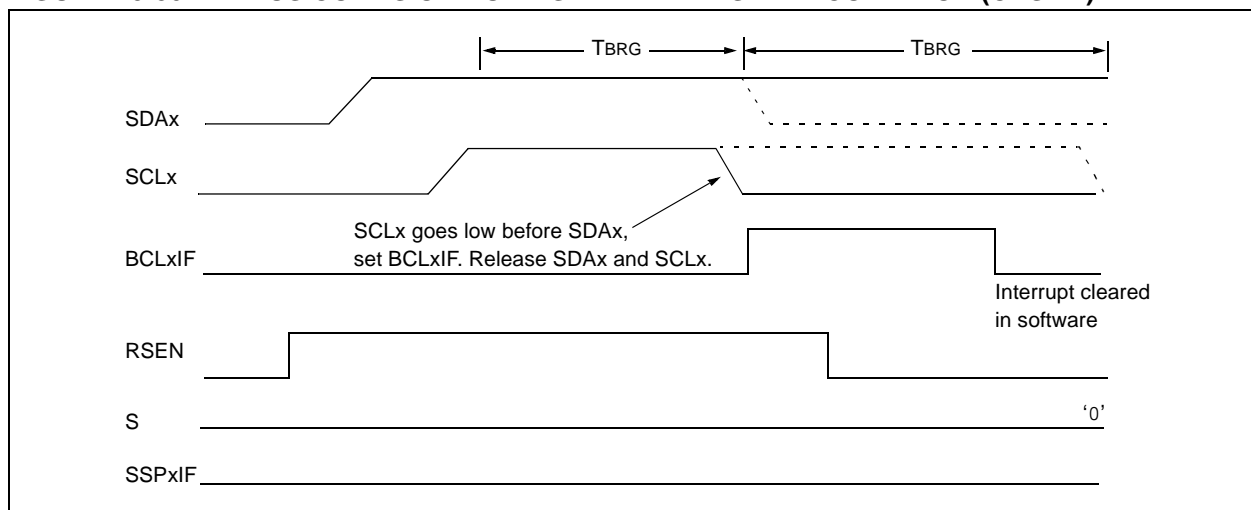 TBRG TBRG
SDAx
SCLx
SCLx goes low before SDAx,
set BCLxIF. Release SDAx and SCLx.
BCLxIF
Interrupt cleared
in software
RSEN
S
‘0’
SSPxIF